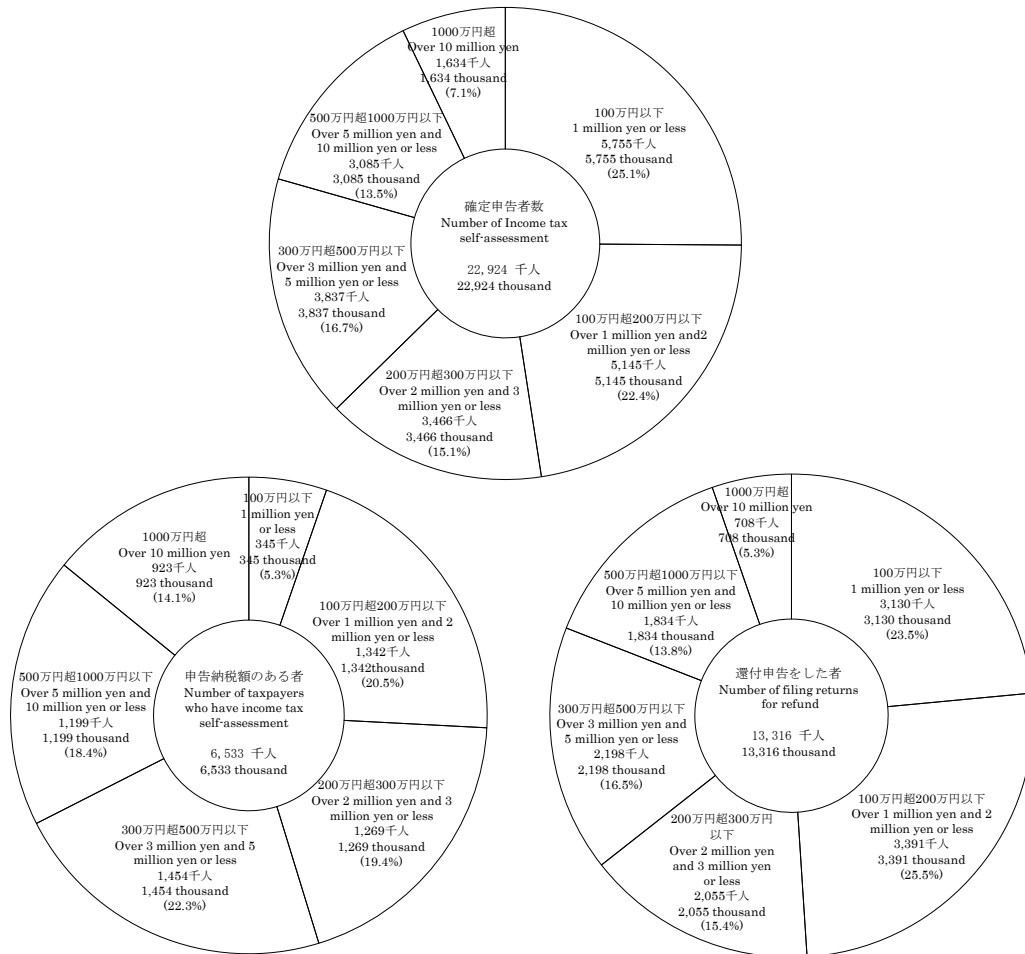 1000万円超
Over 10 million yen
1,634千人
1,634 thousand
(7.1%)
100万円以下
1 million yen or less
5,755千人
5,755 thousand
(25.1%)
500万円超1000万円以下
Over 5 million yen and
10 million yen or less
3,085千人
3,085 thousand
(13.5%)
確定申告者数
Number of Income tax
self-assessment
22,924 千人
22,924 thousand
300万円超500万円以下
Over 3 million yen and
5 million yen or less
3,837千人
3,837 thousand
(16.7%)
100万円超200万円以下
Over 1 million yen and2
million yen or less
5,145千人
5,145 thousand
(22.4%)
200万円超300万円以下
Over 2 million yen and 3
million yen or less
3,466千人
3,466 thousand
(15.1%)
100万円以下
1 million yen
or less
345千人
345 thousand
(5.3%)
1000万円超
Over 10 million yen
923千人
923 thousand
(14.1%)
100万円超200万円以下
Over 1 million yen and 2
million yen or less
1,342千人
1,342thousand
(20.5%)
500万円超1000万円以下
Over 5 million yen and
10 million yen or less
1,199千人
1,199 thousand
(18.4%)
申告納税額のある者
Number of taxpayers
who have income tax
self-assessment
6,533 千人
6,533 thousand
200万円超300万円以下
Over 2 million yen and 3
million yen or less
1,269千人
1,269 thousand
(19.4%)
300万円超500万円以下
Over 3 million yen and 5
million yen or less
1,454千人
1,454 thousand
(22.3%)
1000万円超
Over 10 million yen
708千人
708 thousand
(5.3%)
100万円以下
1 million yen or less
3,130千人
3,130 thousand
(23.5%)
500万円超1000万円以下
Over 5 million yen and
10 million yen or less
1,834千人
1,834 thousand
(13.8%)
還付申告をした者
Number of filing returns
for refund
13,316 千人
13,316 thousand
300万円超500万円以下
Over 3 million yen and
5 million yen or less
2,198千人
2,198 thousand
(16.5%)
100万円超200万円以下
Over 1 million yen and 2
million yen or less
3,391千人
3,391 thousand
(25.5%)
200万円超300万円
以下
Over 2 million yen
and 3 million yen
or less
2,055千人
2,055 thousand
(15.4%)